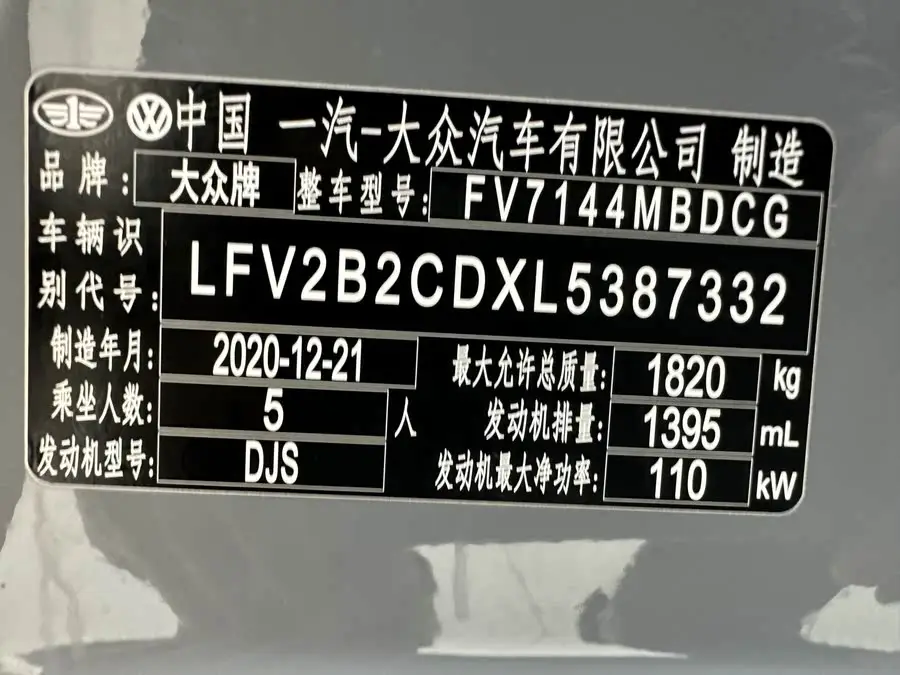 中国 一汽-大众汽车有限公司 制造
品牌: 大众牌 整车型号: FV7144MBDCG
车辆识别代号: LFV2B2CDXL5387332
制造年月: 2020-12-21 最大允许总质量: 1820 kg
乘坐人数: 5 人 发动机排量: 1395 mL
发动机型号: DJS 发动机最大净功率: 110 kW